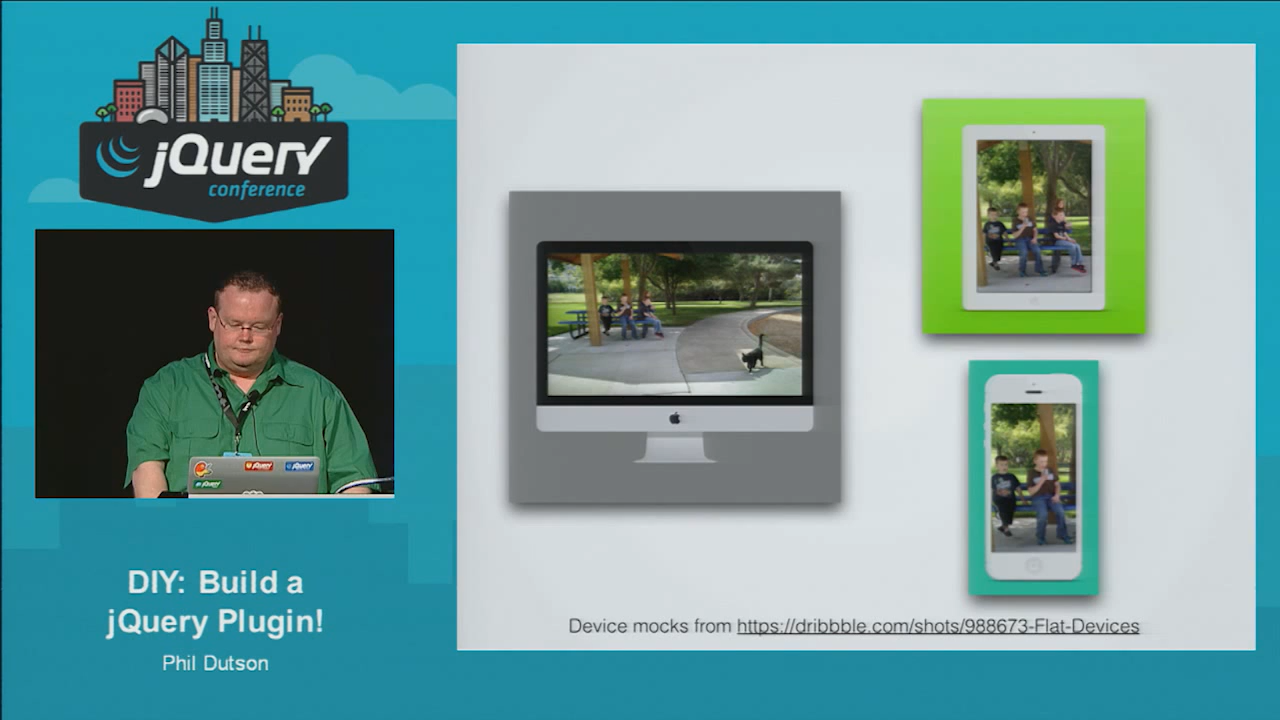 jQuery
conference
DIY: Build a
jQuery Plugin!
Phil Dutson
Device mocks from https://dribbble.com/shots/988673-Flat-Devices